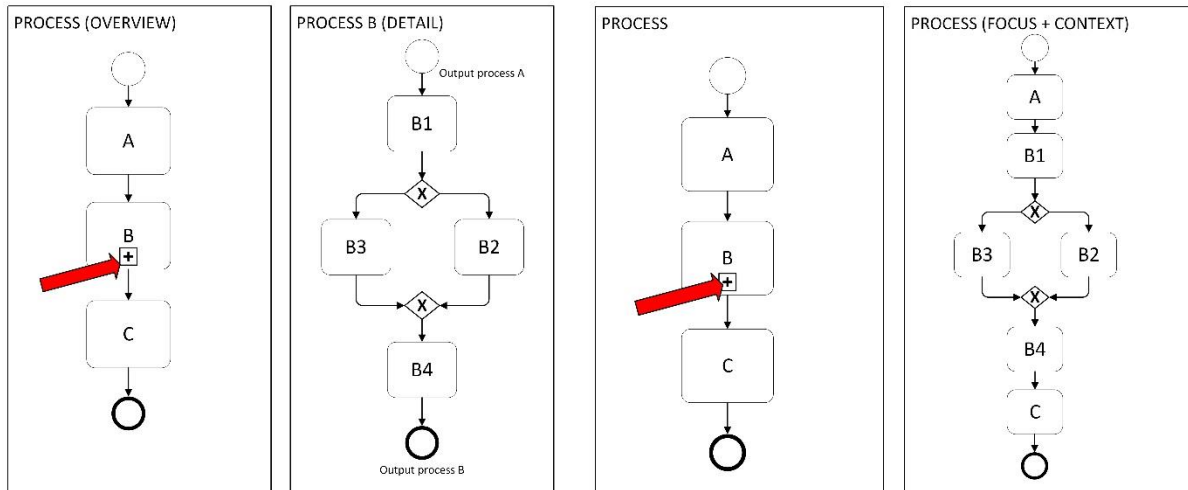 PROCESS (OVERVIEW)
A
B
+
C
PROCESS B (DETAIL)
Output process A
B1
X
B3
B2
X
B4
Output process B
PROCESS
A
B
+
C
PROCESS (FOCUS + CONTEXT)
A
B1
X
B3
B2
X
B4
C